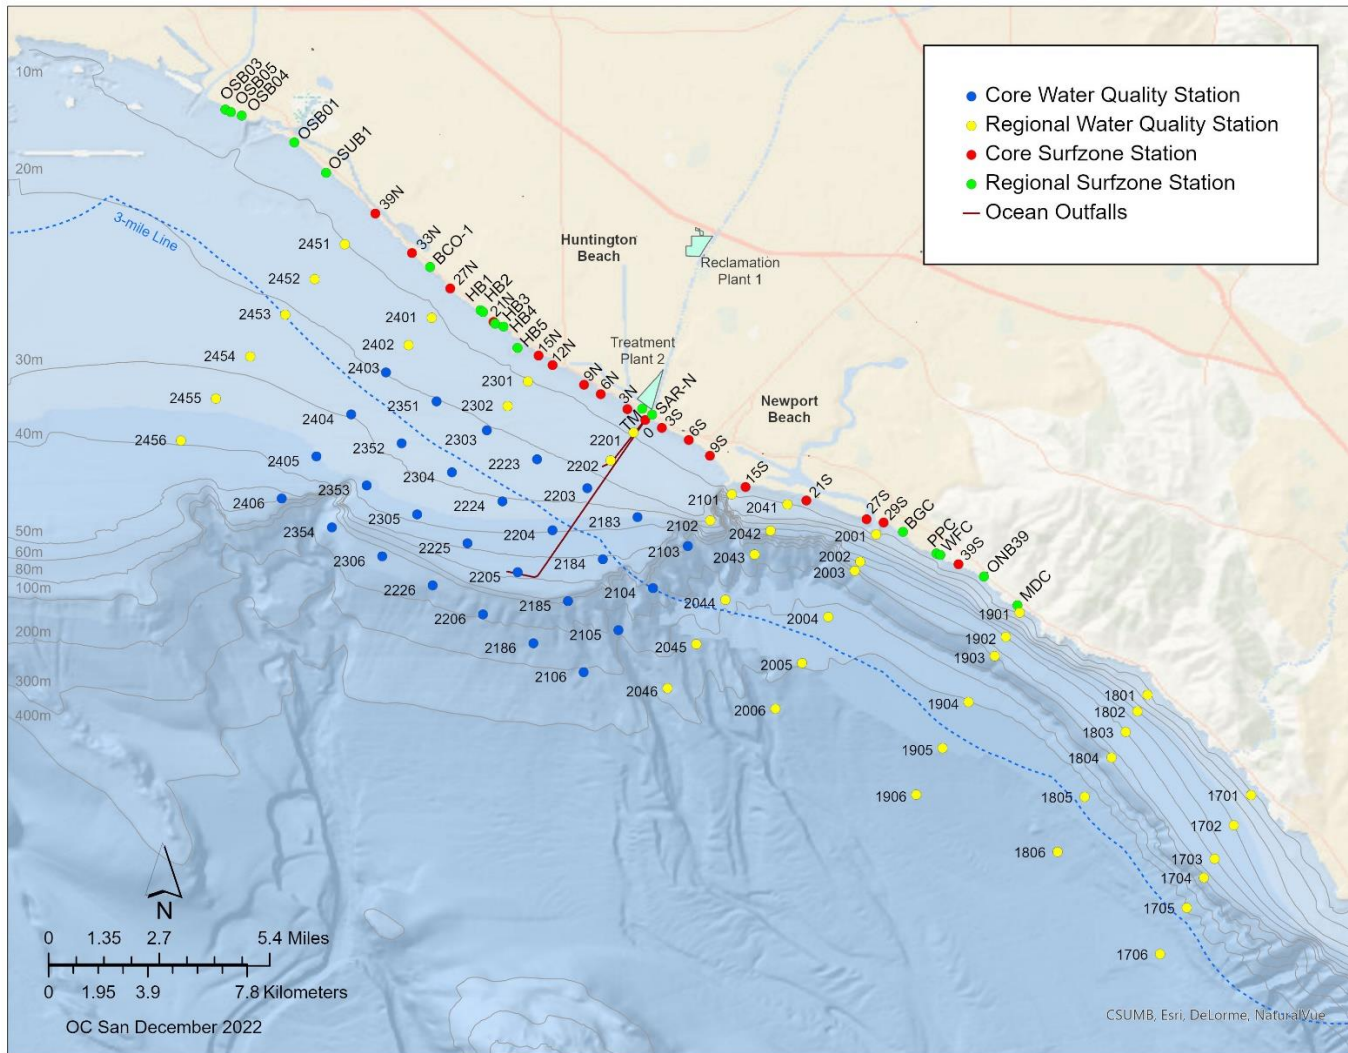 10m
OSB03
OSB05
OSB04
OSB01
OSUB1
20m
39N
33N
BCO-1
27N
HB1
HB2
21N
HB3
HB4
HB5
15N
12N
9N
6N
3N
TM
SAR-N
0
3S
6S
9S
15S
21S
27S
29S
BGC
PPC
WFC
39S
ONB39
MDC
Core Water Quality Station
Regional Water Quality Station
Core Surfzone Station
Regional Surfzone Station
Ocean Outfalls
3-mile Line
Huntington
Beach
Reclamation
Plant 1
Treatment
Plant 2
Newport
Beach
2451
2452
2453
2454
2455
2456
2401
2402
2403
2404
2405
2406
2351
2352
2353
2354
2301
2302
2303
2304
2305
2306
2223
2224
2225
2226
2201
2202
2203
2204
2205
2206
2183
2184
2185
2186
2101
2102
2103
2104
2105
2106
2041
2042
2043
2044
2045
2046
2001
2002
2003
2004
2005
2006
1901
1902
1903
1904
1905
1906
1801
1802
1803
1804
1805
1806
1701
1702
1703
1704
1705
1706
30m
40m
50m
60m
80m
100m
200m
300m
400m
N
0 1.35 2.7 5.4 Miles
0 1.95 3.9 7.8 Kilometers
OC San December 2022
CSUMB, Esri, DeLorme, NaturalVue